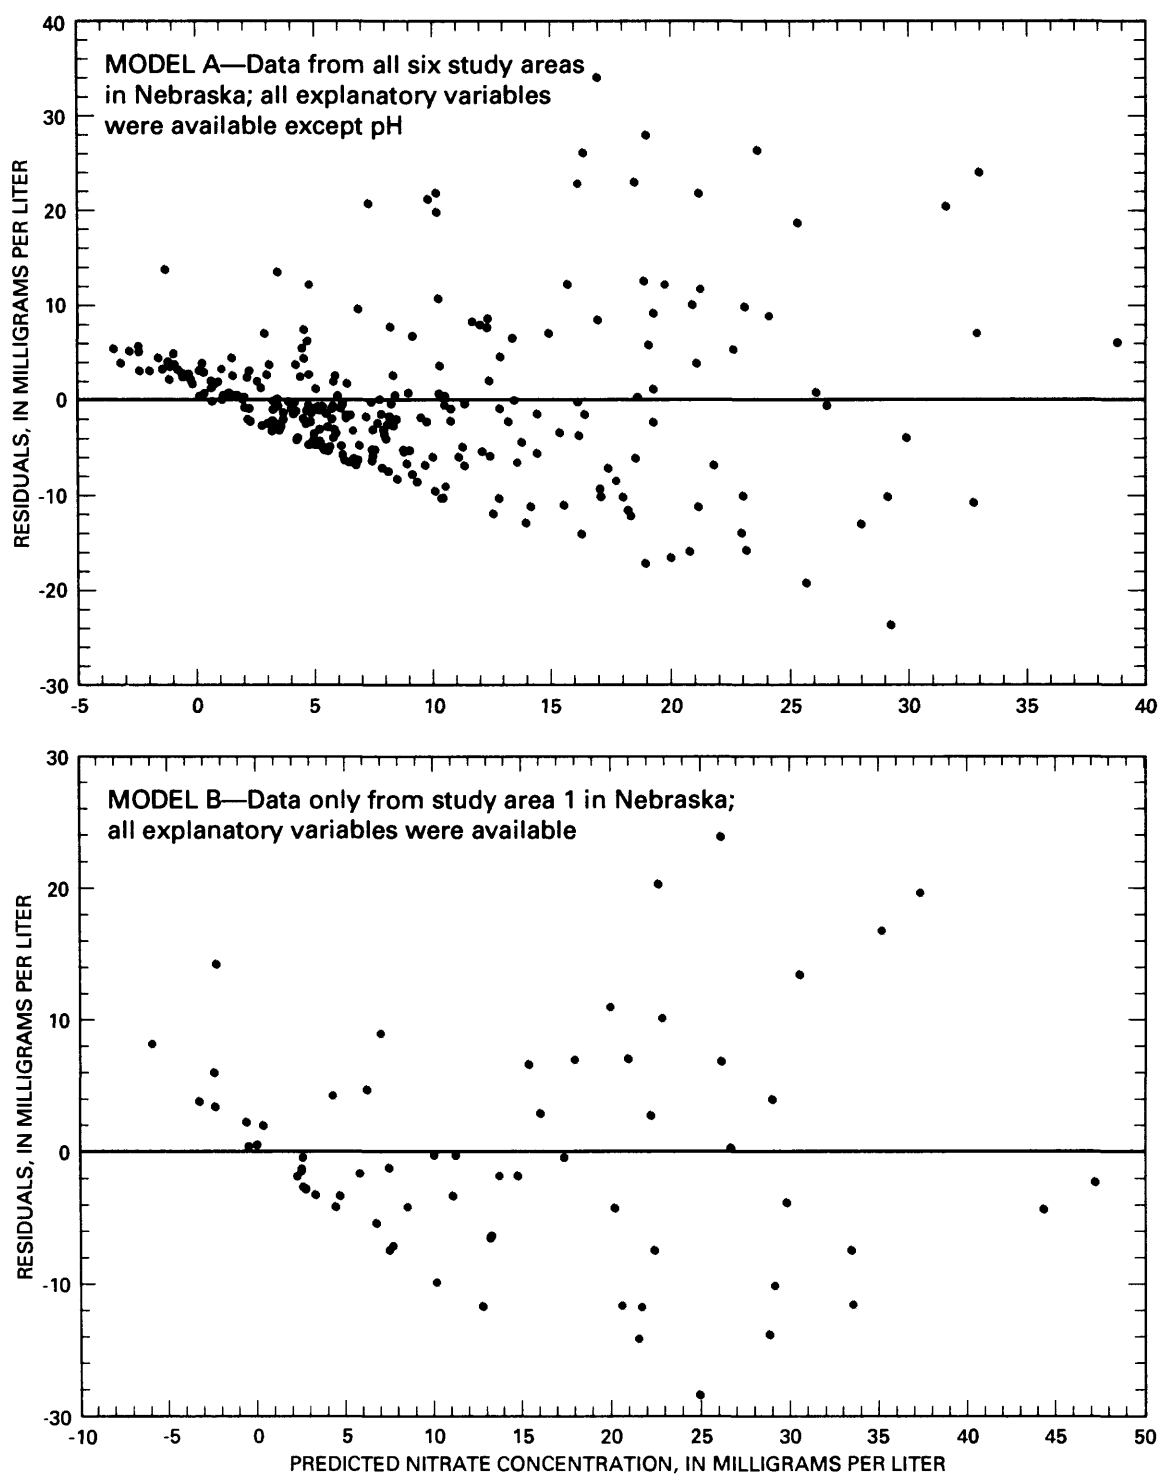 40
30
20
10
0
-10
-20
-30
RESIDUALS, IN MILLIGRAMS PER LITER
MODEL A—Data from all six study areas
in Nebraska; all explanatory variables
were available except pH
-5 0 5 10 15 20 25 30 35 40
30
20
10
0
-10
-30
RESIDUALS, IN MILLIGRAMS PER LITER
MODEL B—Data only from study area 1 in Nebraska;
all explanatory variables were available
-10 -5 0 5 10 15 20 25 30 35 40 45 50
PREDICTED NITRATE CONCENTRATION, IN MILLIGRAMS PER LITER